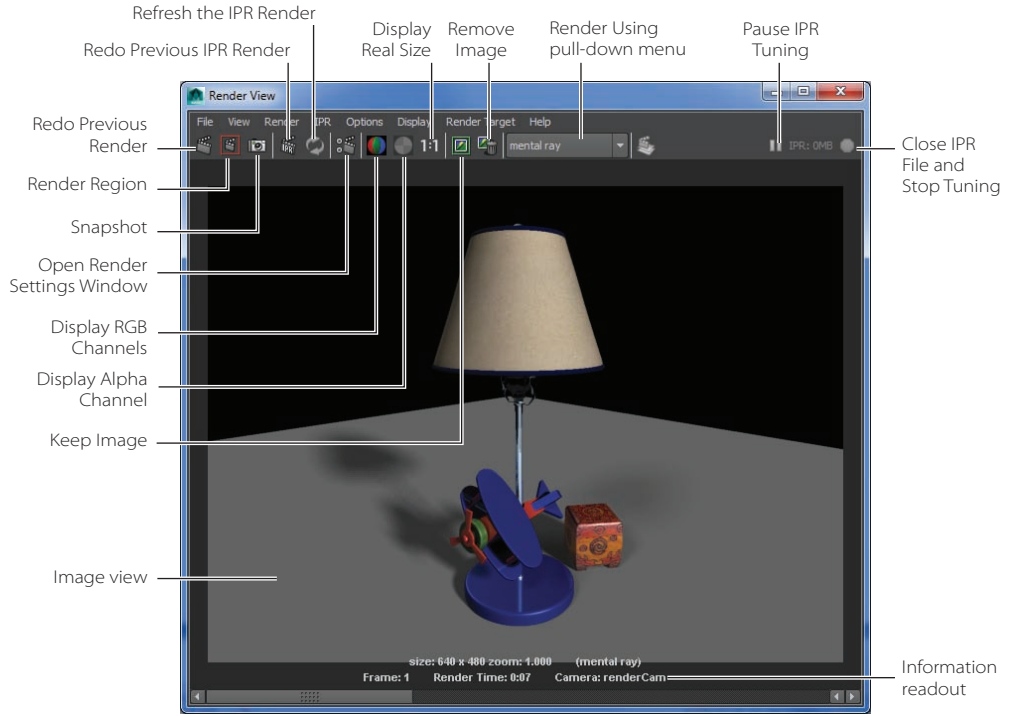 Refresh the IPR Render
Redo Previous IPR Render
Display
Real Size
Remove
Image
Render Using
pull-down menu
Pause IPR
Tuning
Render View
File View Render IPR Options Display Render Target Help
IPR
1:1
mental ray
IPR: 0MB
Redo Previous
Render
Render Region
Snapshot
Open Render
Settings Window
Display RGB
Channels
Display Alpha
Channel
Keep Image
Image view
Close IPR
File and
Stop Tuning
size: 640 x 480 zoom: 1.000 (mental ray)
Frame: 1 Render Time: 0:07 Camera: renderCam
Information
readout